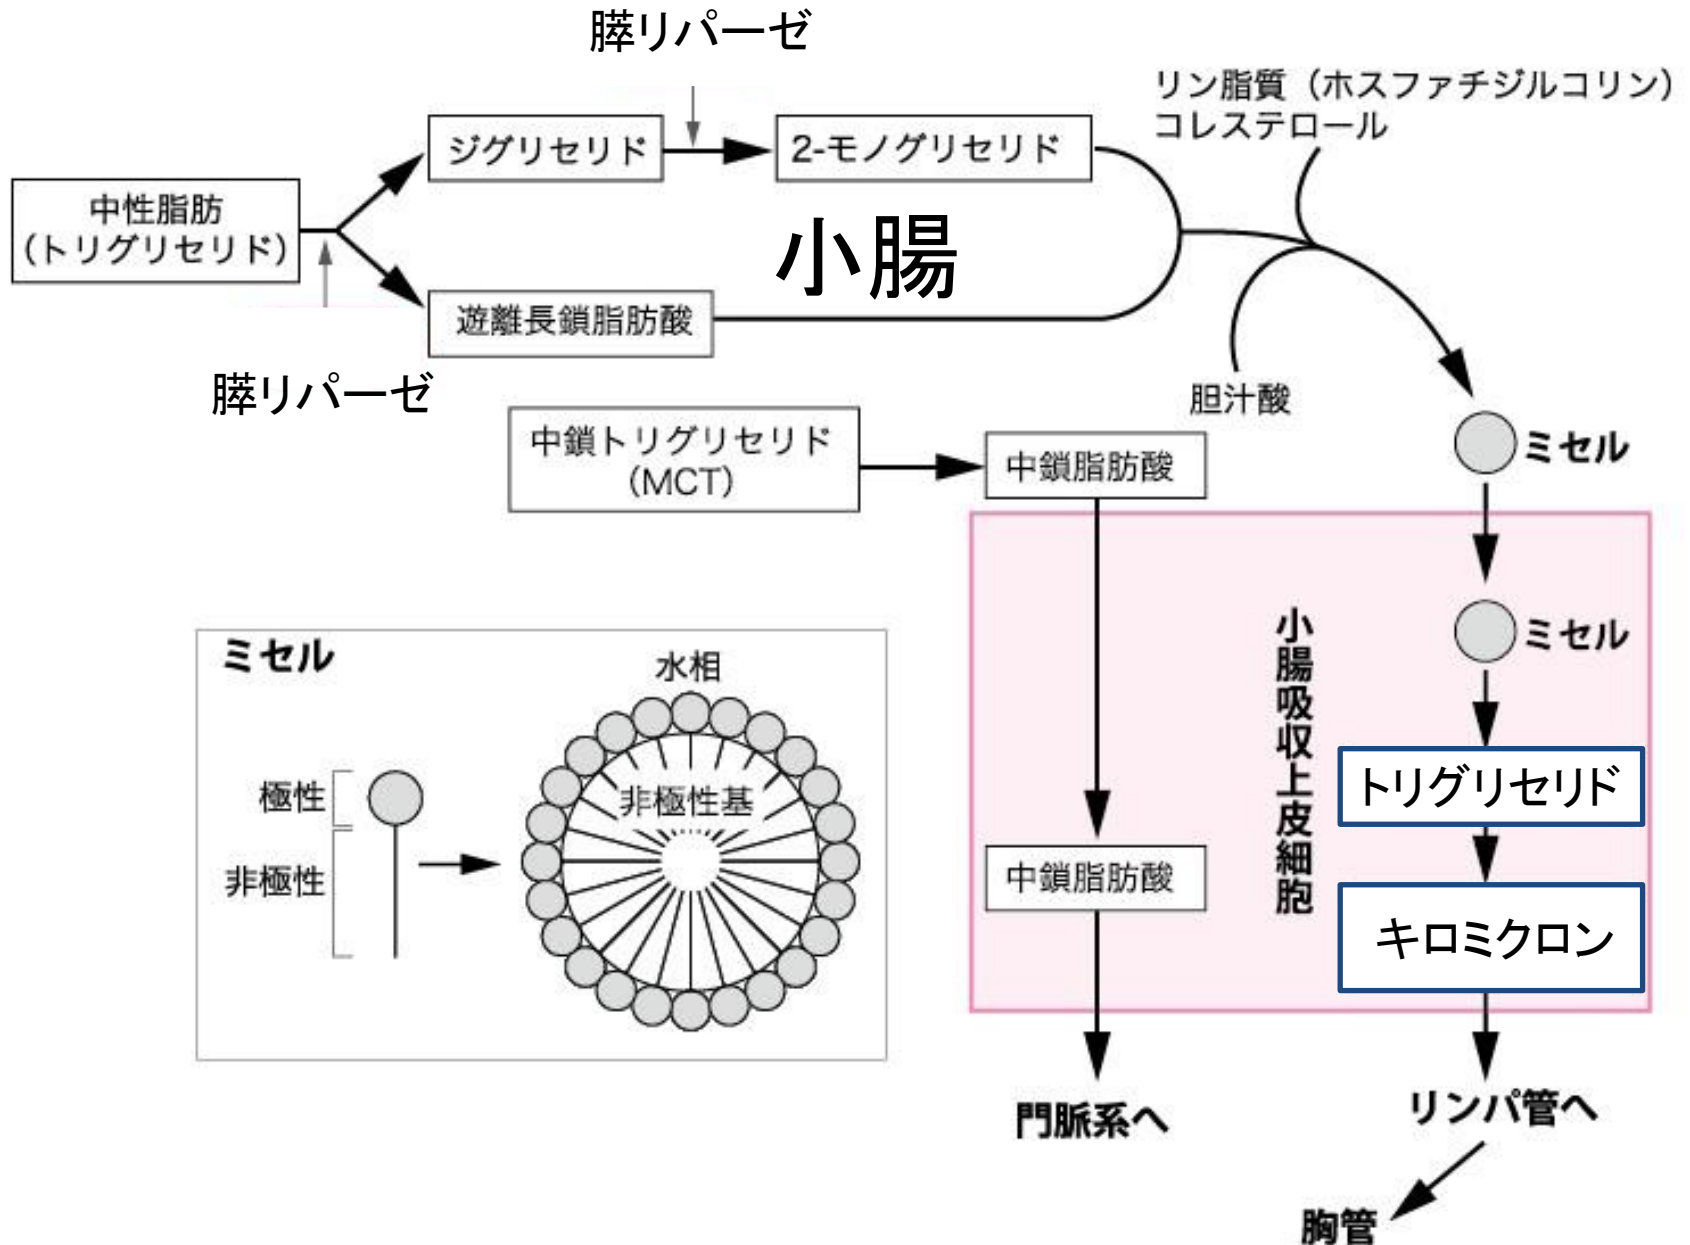 膵リパーゼ
リン脂質（ホスファチジルコリン）
コレステロール
ジグリセリド
2-モノグリセリド
中性脂肪
（トリグリセリド）
小腸
遊離長鎖脂肪酸
膵リパーゼ
胆汁酸
中鎖トリグリセリド
（MCT）
中鎖脂肪酸
ミセル
ミセル
小腸吸収上皮細胞
トリグリセリド
キロミクロン
中鎖脂肪酸
門脈系へ
リンパ管へ
胸管
ミセル
水相
極性
非極性
非極性基